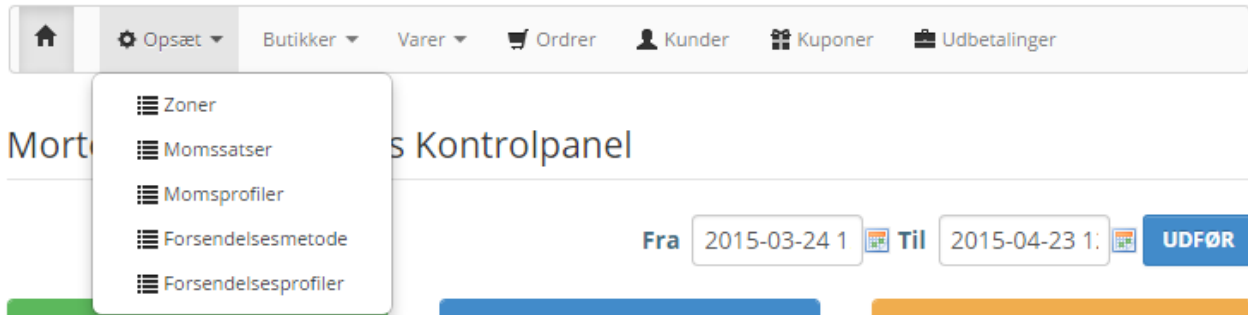 Opsæt Butikker Varer Ordrer Kunder Kuponer Udbetalinger
Zoner
Momssatser
Momsprofiler
Forsendelsesmetode
Forsendelsesprofiler
s Kontrolpanel
Fra 2015-03-24 1 Til 2015-04-23 1 UDFØR